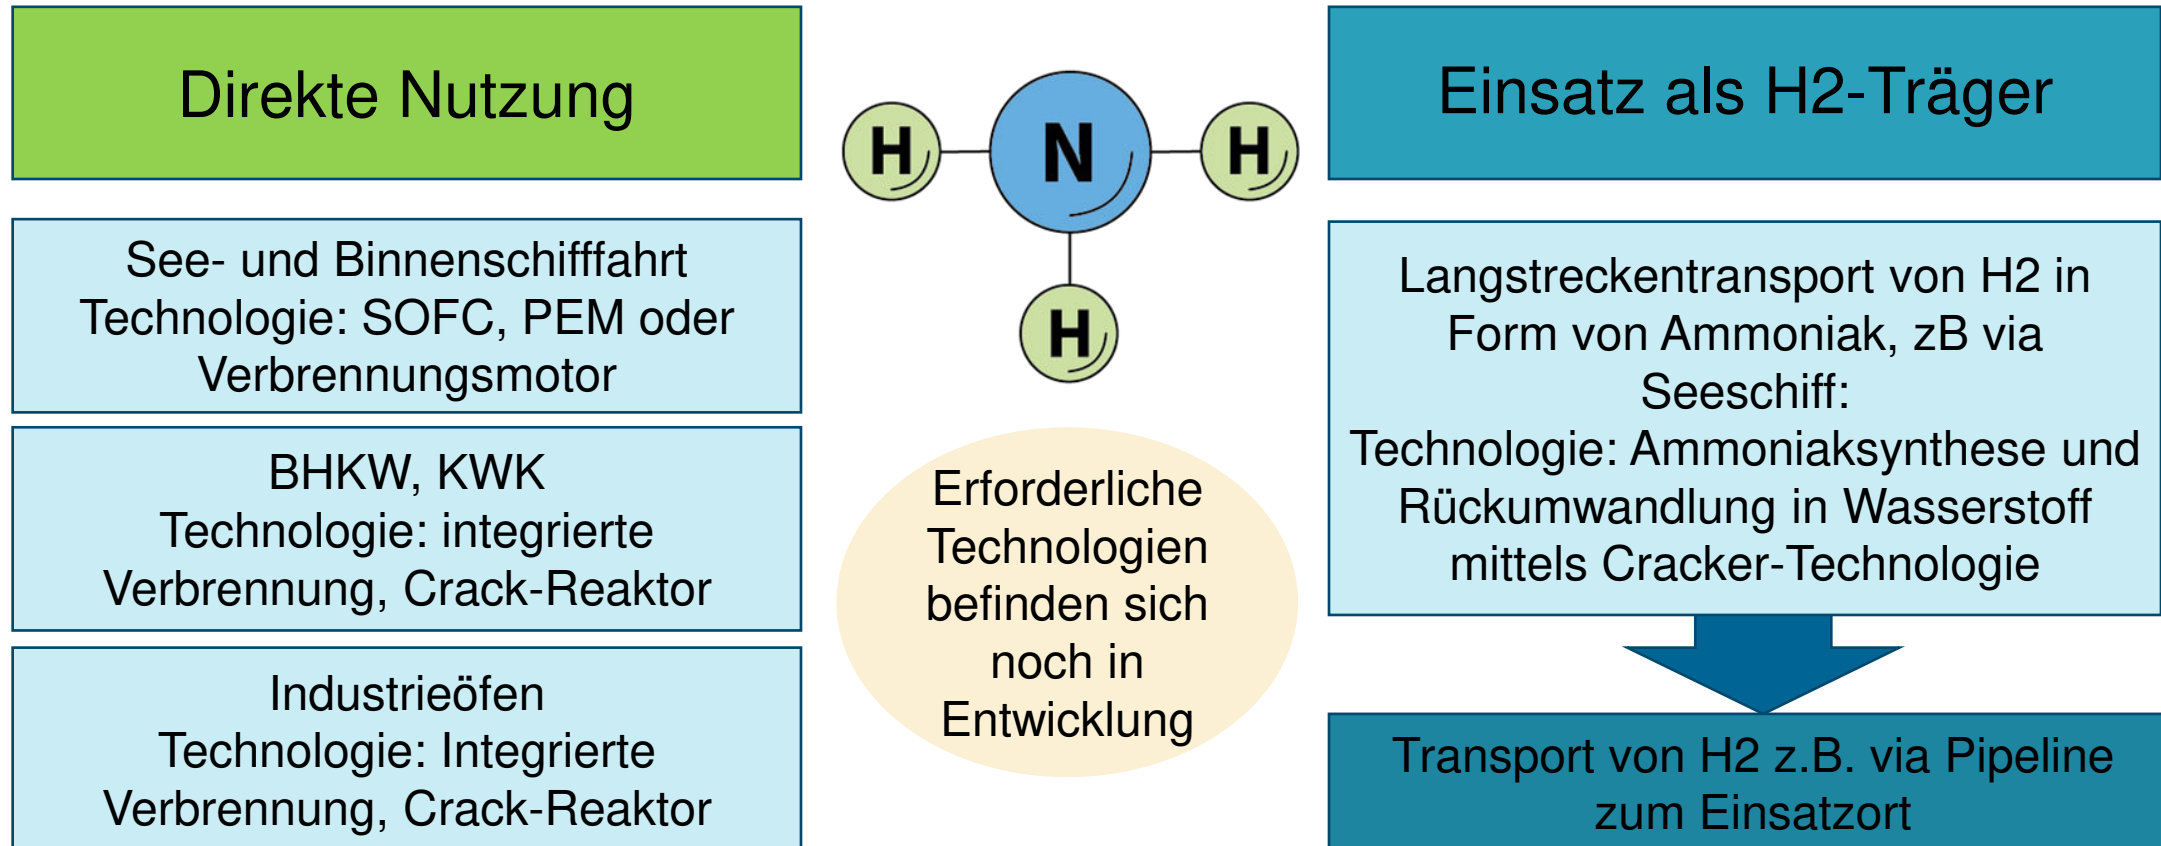 Direkte Nutzung
See- und Binnenschifffahrt
Technologie: SOFC, PEM oder
Verbrennungsmotor
BHKW, KWK
Technologie: integrierte
Verbrennung, Crack-Reaktor
Industrieöfen
Technologie: Integrierte
Verbrennung, Crack-Reaktor
H
N
H
H
Erforderliche
Technologien
befinden sich
noch in
Entwicklung
Einsatz als H2-Träger
Langstreckentransport von H2 in
Form von Ammoniak, zB via
Seeschiff:
Technologie: Ammoniaksynthese und
Rückumwandlung in Wasserstoff
mittels Cracker-Technologie
Transport von H2 z.B. via Pipeline
zum Einsatzort